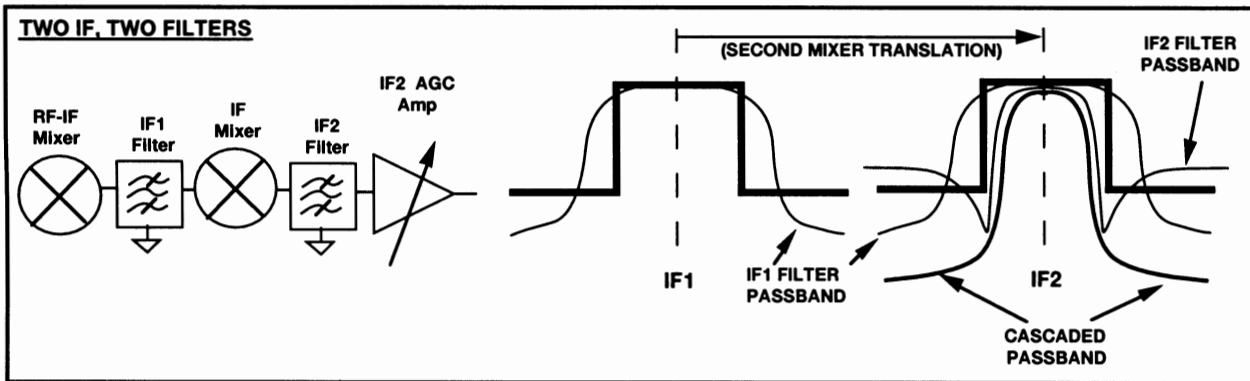 TWO IF, TWO FILTERS
RF-IF
Mixer
IF1
Filter
IF
Mixer
IF2
Filter
IF2 AGC
Amp
(SECOND MIXER TRANSLATION)
IF2 FILTER
PASSBAND
IF1
IF1 FILTER
PASSBAND
IF2
CASCADED
PASSBAND